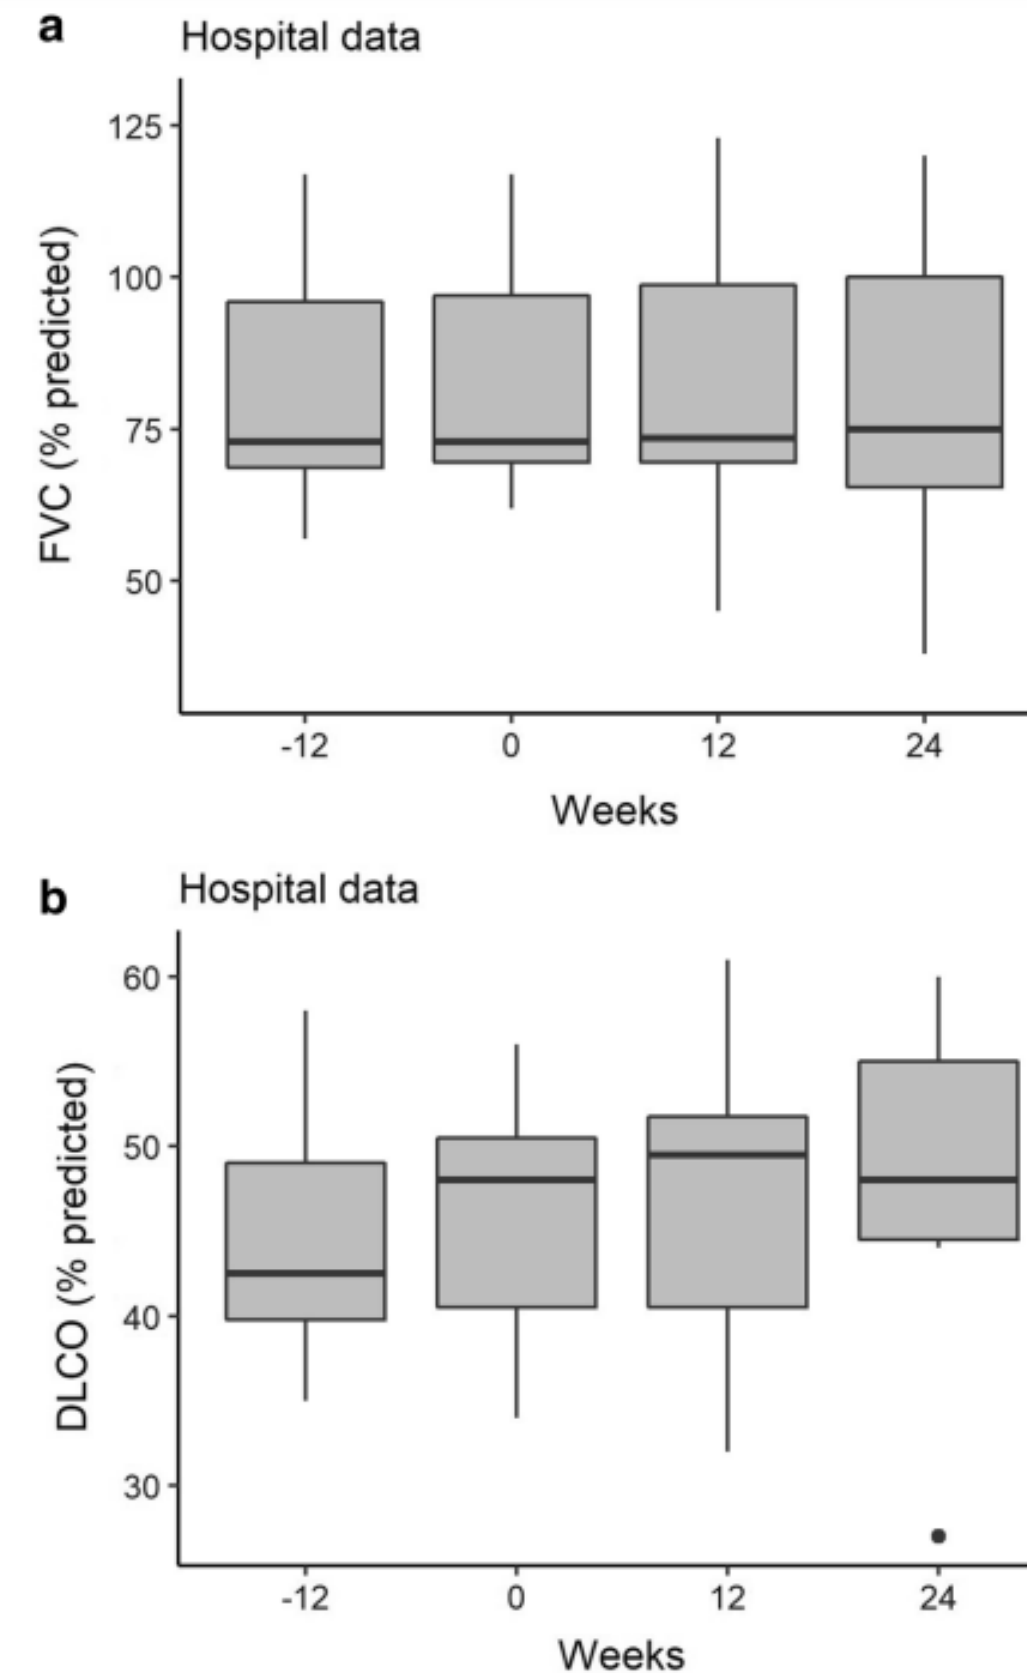 a
Hospital data
125
100
75
50
FVC (% predicted)
-12 0 12 24
Weeks
b
Hospital data
60
50
40
30
DLCO (% predicted)
-12 0 12 24
Weeks